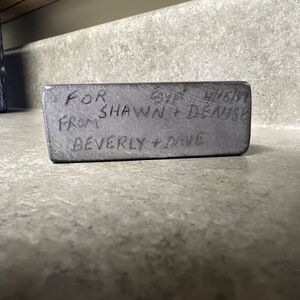 FOR
SHAWN + DENISE
FROM
BEVERLY + DAVE